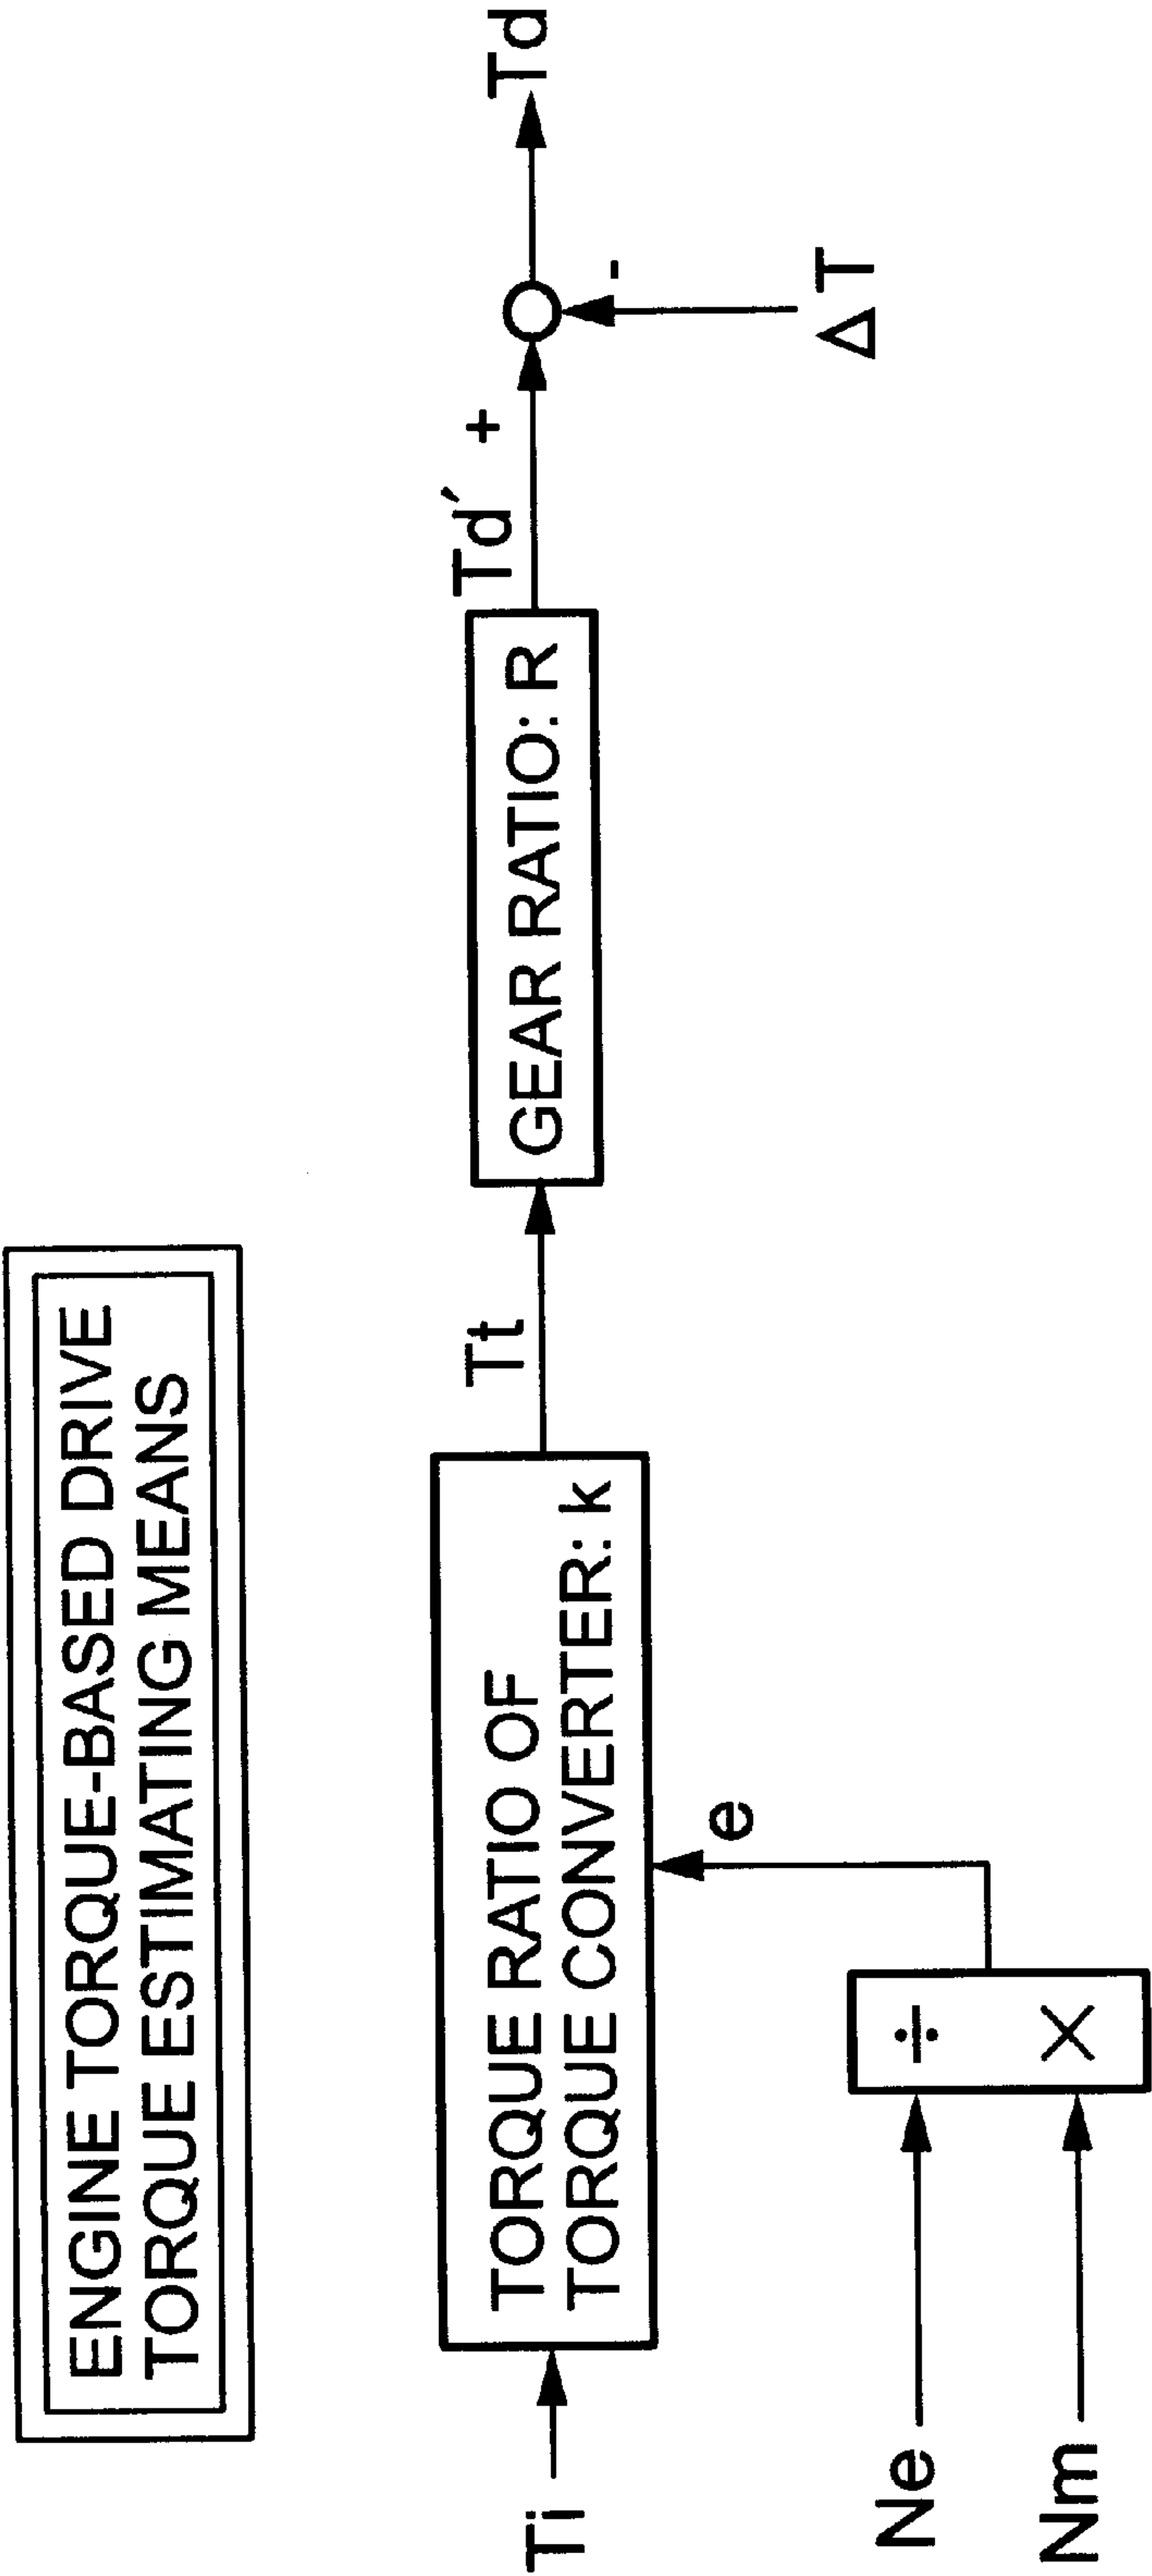 ENGINE TORQUE-BASED DRIVE
TORQUE ESTIMATING MEANS
Ti
TORQUE RATIO OF
TORQUE CONVERTER: k
Tt
GEAR RATIO: R
Td´
+
Td
-
ΔT
e
Ne
÷
Nm
×